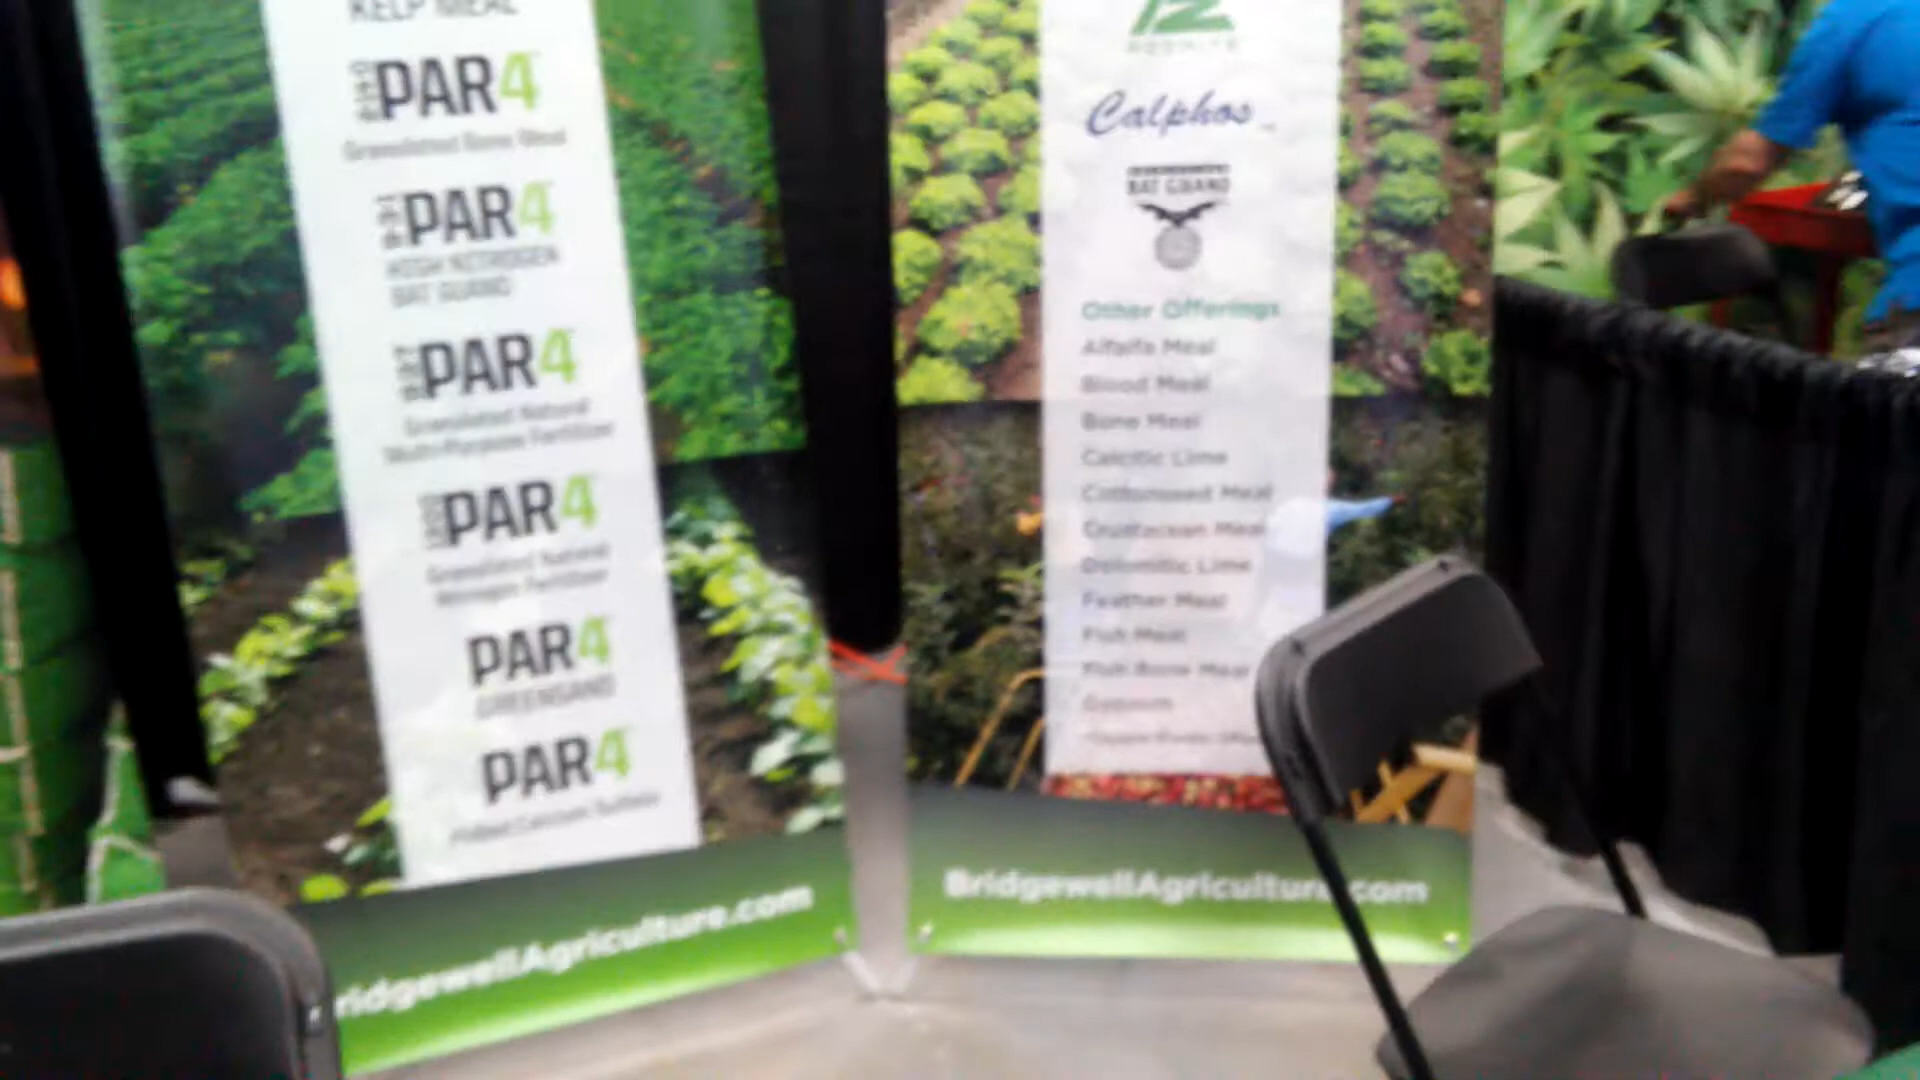 KELP MEAL
PAR4
Granulated Bone Meal
PAR4
HIGH NITROGEN
BAT GUANO
PAR4
Granulated Natural
Multi-Purpose Fertilizer
PAR4
Granulated Natural
Nitrogen Fertilizer
PAR4
GREENSAND
PAR4
Calcium Sulfate
ridgewellAgriculture.com
Calphos
BAT GUANO
Other Offerings
Alfalfa Meal
Blood Meal
Bone Meal
Calcitic Lime
Cottonseed Meal
Crustacean Meal
Dolomitic Lime
Feather Meal
Fish Meal
Fish Bone Meal
Gypsum
BridgewellAgriculture.com